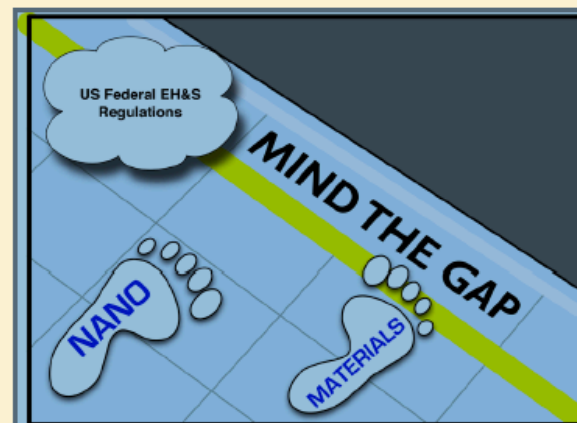 US Federal EH&S
Regulations
MIND THE GAP
NANO
MATERIALS